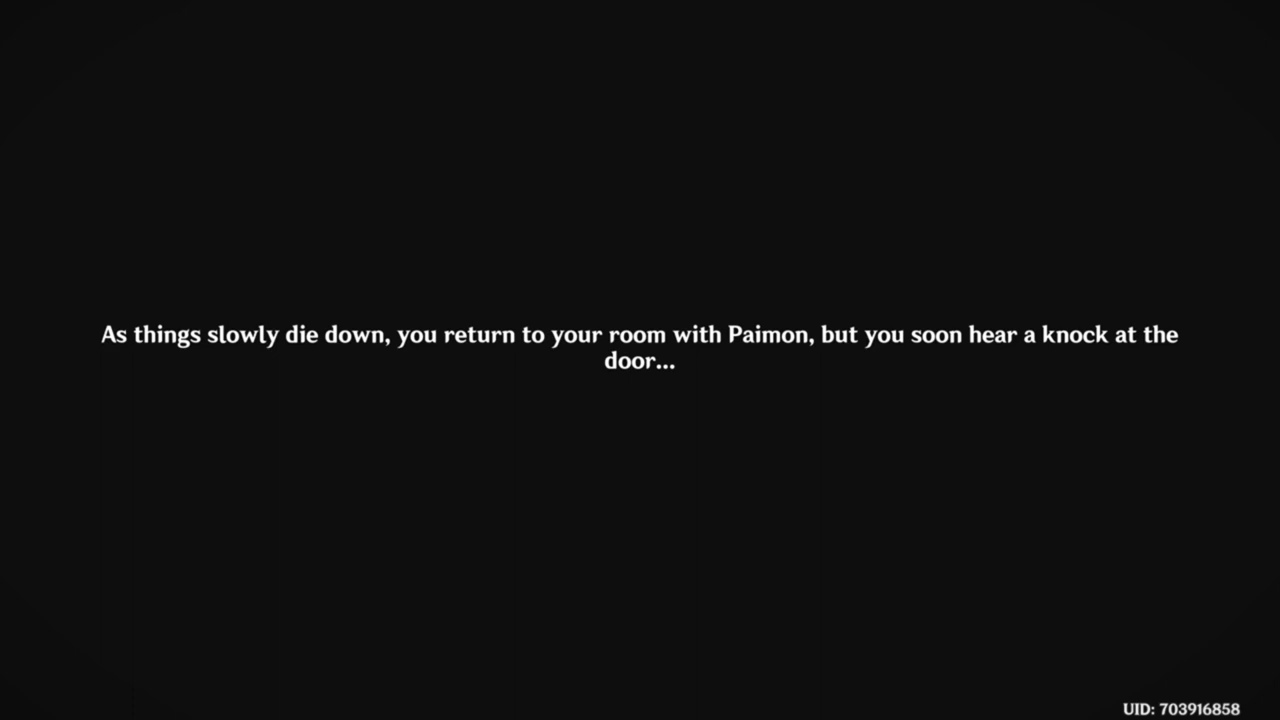 As things slowly die down, you return to your room with Paimon, but you soon hear a knock at the
door...
UID: 703916858